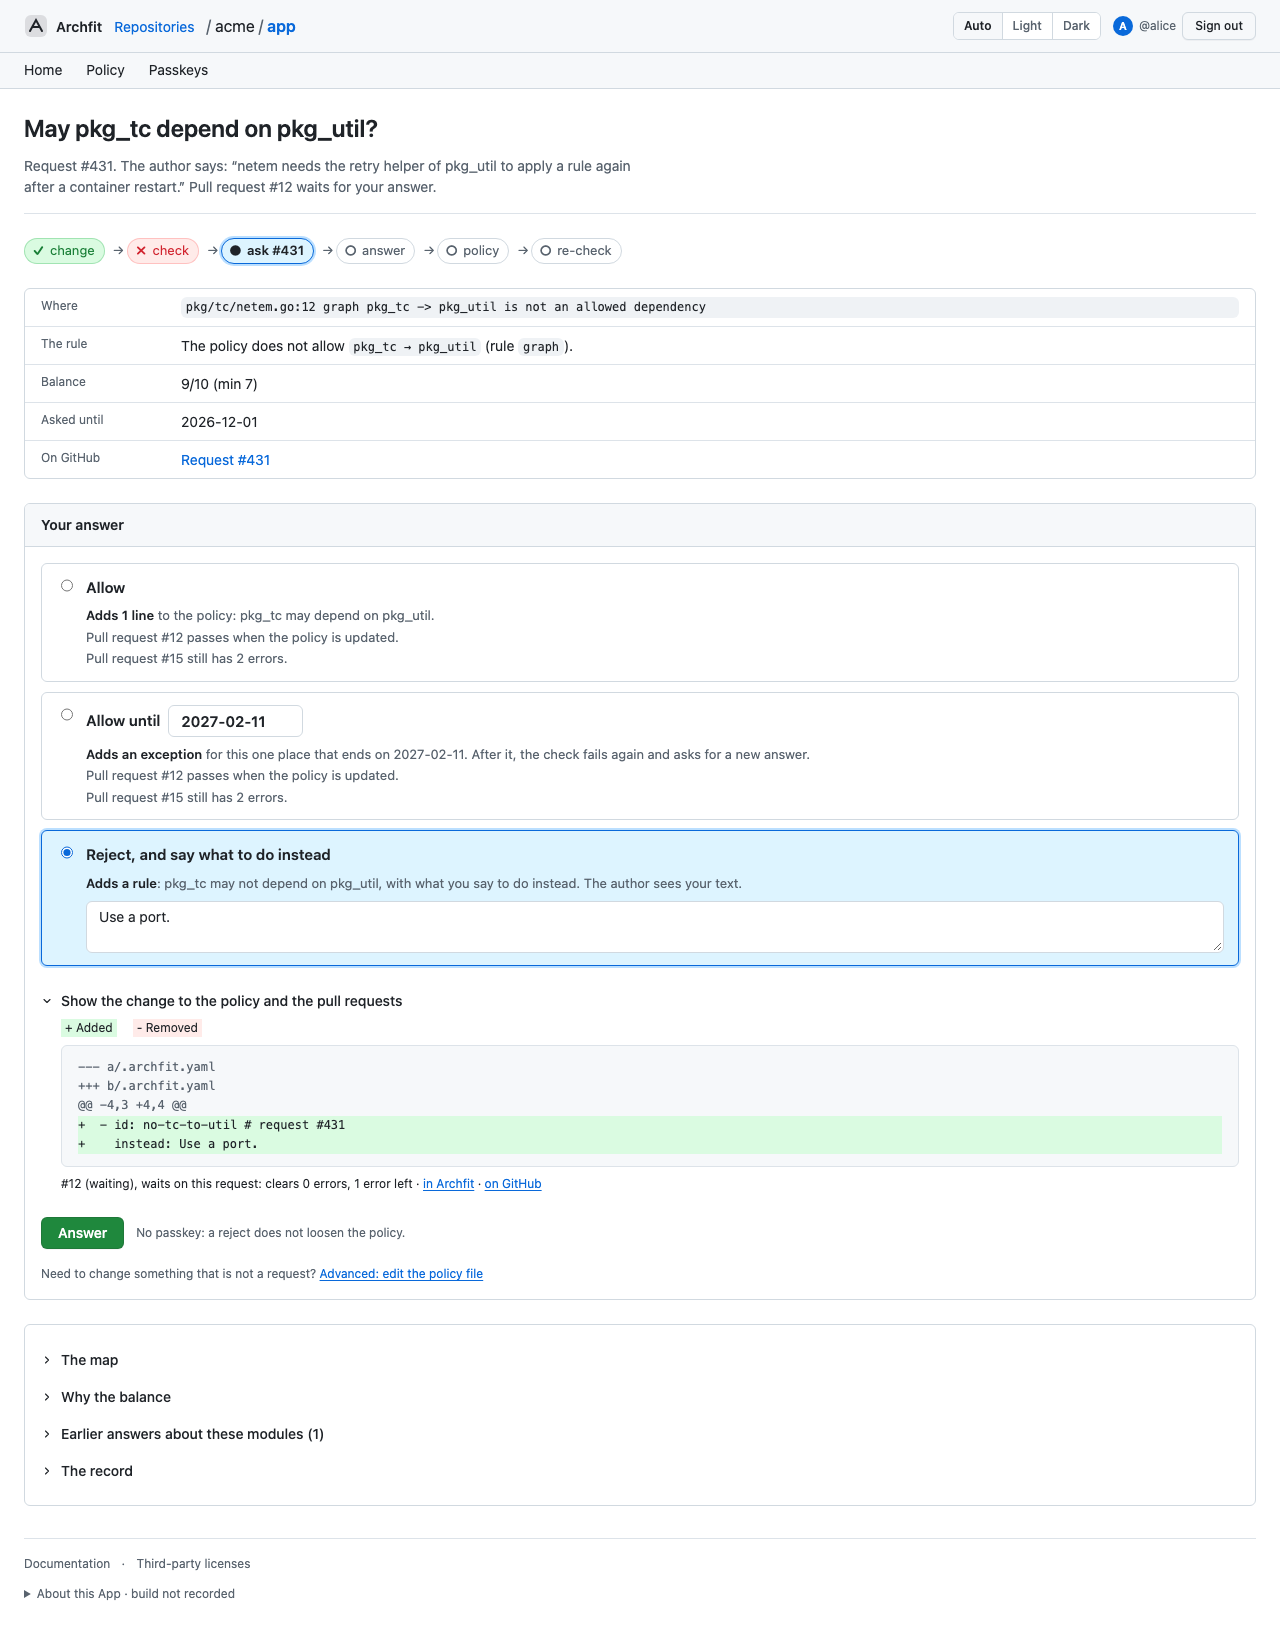 Archfit Repositories / acme / app
Auto Light Dark A @alice Sign out
Home Policy Passkeys
May pkg_tc depend on pkg_util?
Request #431. The author says: “netem needs the retry helper of pkg_util to apply a rule again
after a container restart.” Pull request #12 waits for your answer.
change → check → ask #431 → answer → policy → re-check
Where pkg/tc/netem.go:12 graph pkg_tc -> pkg_util is not an allowed dependency
The rule The policy does not allow pkg_tc → pkg_util (rule graph ).
Balance 9/10 (min 7)
Asked until 2026-12-01
On GitHub Request #431
Your answer
Allow
Adds 1 line to the policy: pkg_tc may depend on pkg_util.
Pull request #12 passes when the policy is updated.
Pull request #15 still has 2 errors.
Allow until 2027-02-11
Adds an exception for this one place that ends on 2027-02-11. After it, the check fails again and asks for a new answer.
Pull request #12 passes when the policy is updated.
Pull request #15 still has 2 errors.
Reject, and say what to do instead
Adds a rule: pkg_tc may not depend on pkg_util, with what you say to do instead. The author sees your text.
Use a port.
Show the change to the policy and the pull requests
+ Added - Removed
--- a/.archfit.yaml
+++ b/.archfit.yaml
@@ -4,3 +4,4 @@
+  - id: no-tc-to-util # request #431
+    instead: Use a port.
#12 (waiting), waits on this request: clears 0 errors, 1 error left · in Archfit · on GitHub
Answer No passkey: a reject does not loosen the policy.
Need to change something that is not a request? Advanced: edit the policy file
The map
Why the balance
Earlier answers about these modules (1)
The record
Documentation · Third-party licenses
About this App · build not recorded